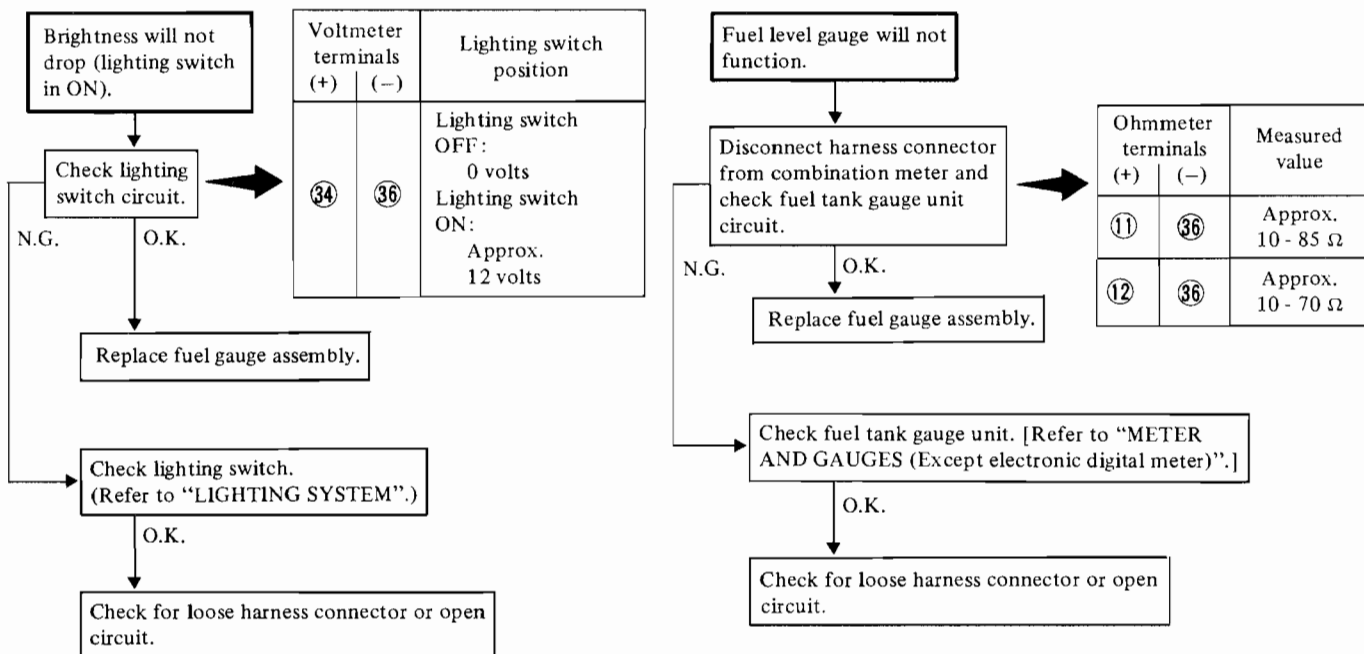 Brightness will not
drop (lighting switch
in ON).
Check lighting
switch circuit.
N.G.
O.K.
Voltmeter
terminals
(+) (−)
Lighting switch
position
34 36
Lighting switch
OFF:
0 volts
Lighting switch
ON:
Approx.
12 volts
Replace fuel gauge assembly.
Check lighting switch.
(Refer to “LIGHTING SYSTEM”.)
O.K.
Check for loose harness connector or open
circuit.
Fuel level gauge will not
function.
Disconnect harness connector
from combination meter and
check fuel tank gauge unit
circuit.
N.G.
O.K.
Ohmmeter
terminals
(+) (−)
Measured
value
11 36
Approx.
10 - 85 Ω
12 36
Approx.
10 - 70 Ω
Replace fuel gauge assembly.
Check fuel tank gauge unit. [Refer to “METER
AND GAUGES (Except electronic digital meter)”.]
O.K.
Check for loose harness connector or open
circuit.